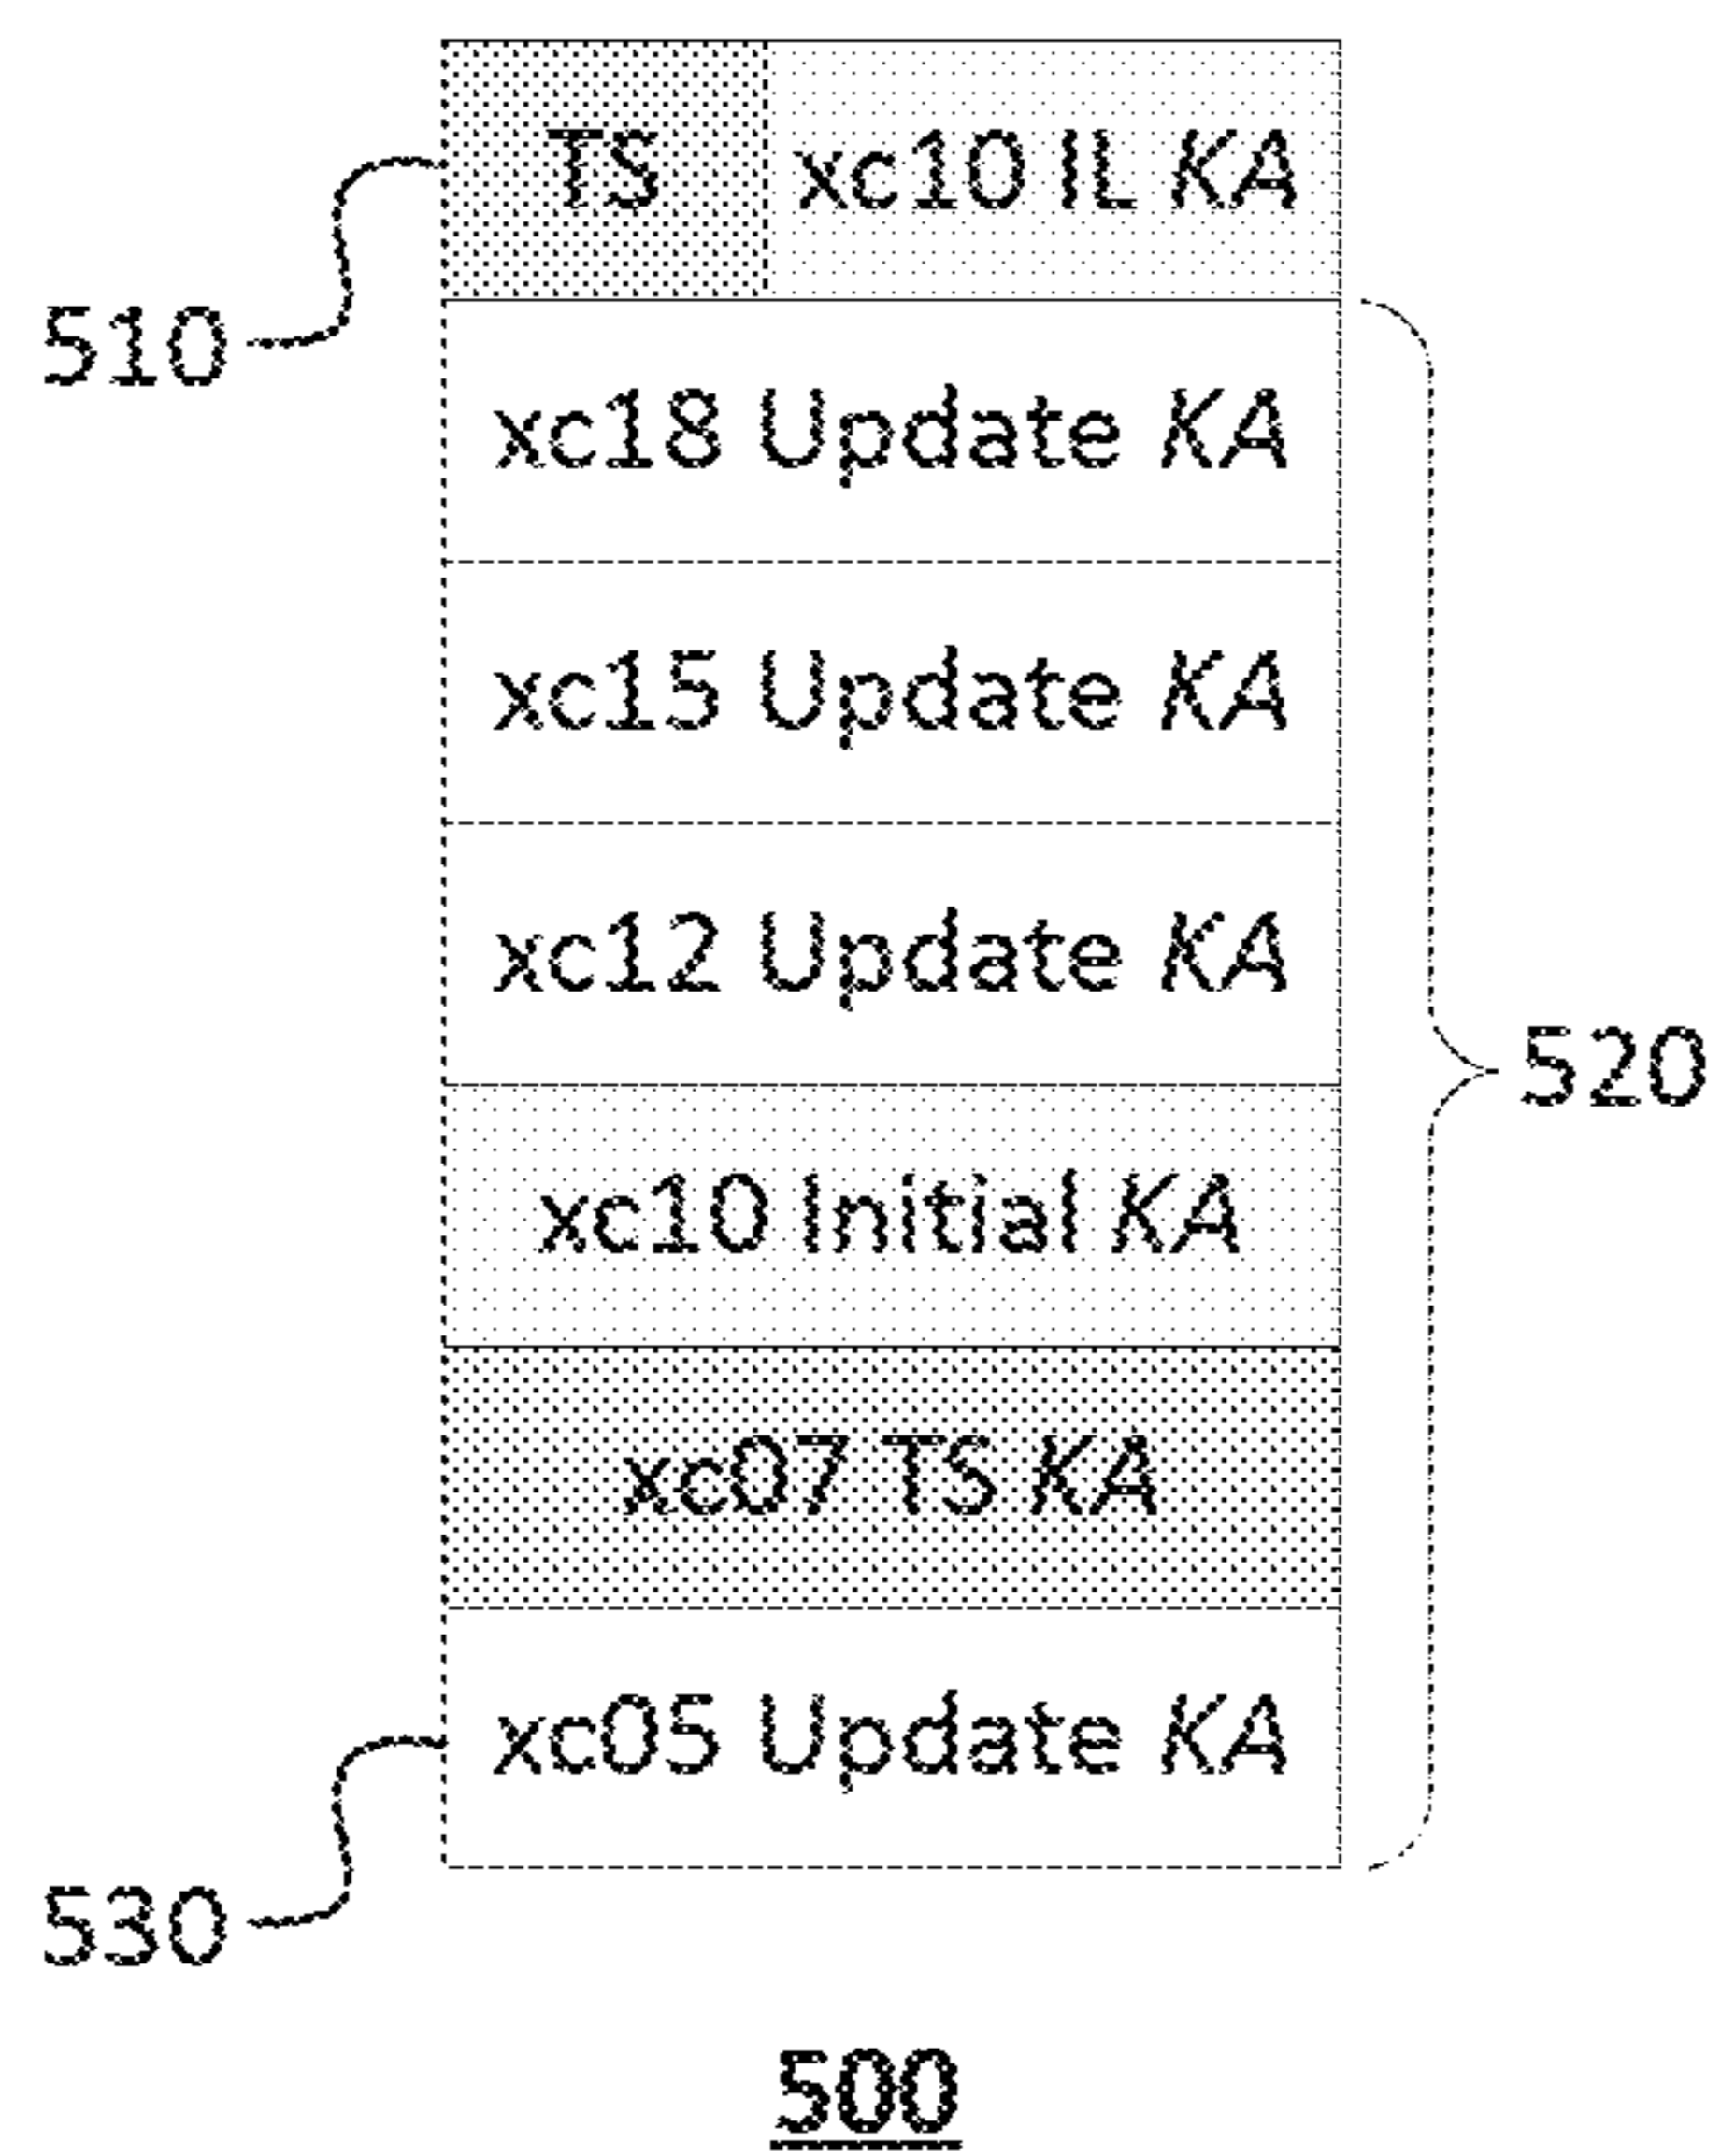 TS xc10 IL KA
510
xc18 Update KA
xc15 Update KA
xc12 Update KA
520
xc10 Initial KA
xc07 TS KA
xc05 Update KA
530
500